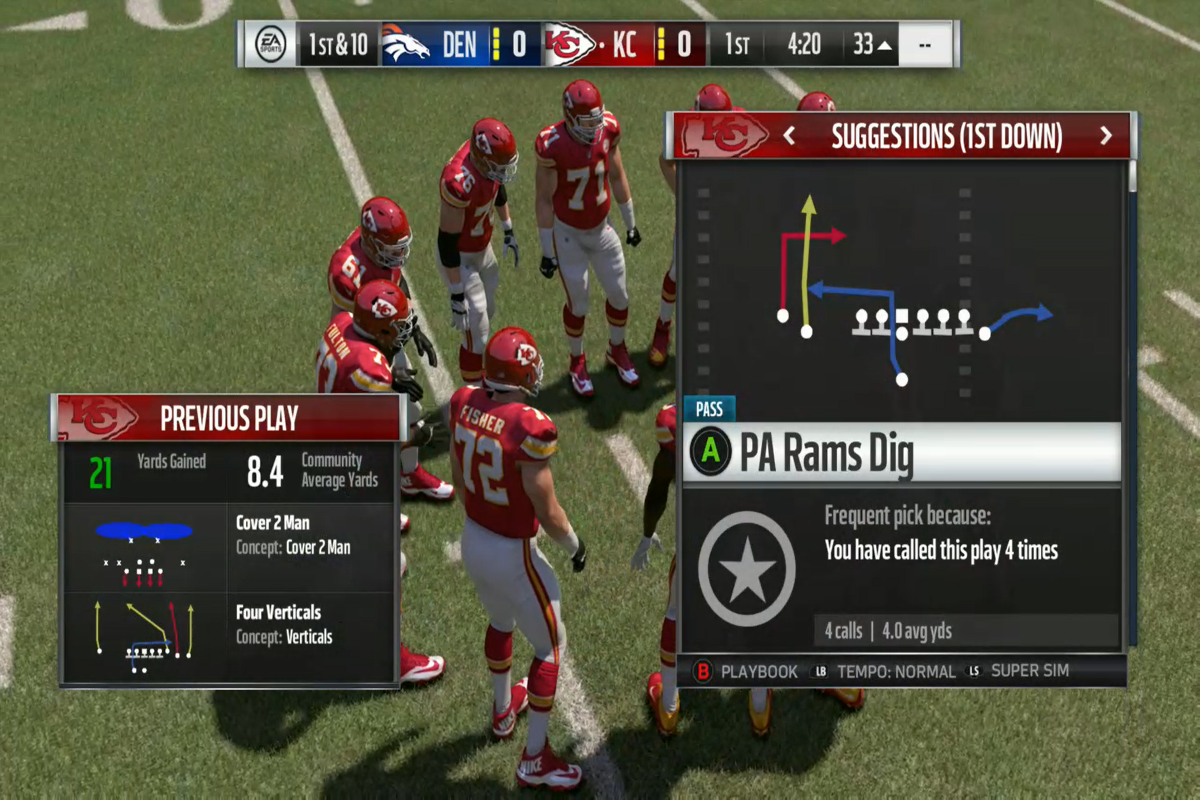 EA SPORTS 1ST & 10 DEN 0 KC 0 1ST 4:20 33 --
SUGGESTIONS (1ST DOWN)
76
71
71
FULTON
FISHER
72
PASS
A PA Rams Dig
Frequent pick because:
You have called this play 4 times
4 calls | 4.0 avg yds
B PLAYBOOK LB TEMPO: NORMAL LS SUPER SIM
PREVIOUS PLAY
21 Yards Gained 8.4 Community
Average Yards
Cover 2 Man
Concept: Cover 2 Man
Four Verticals
Concept: Verticals
NIKE